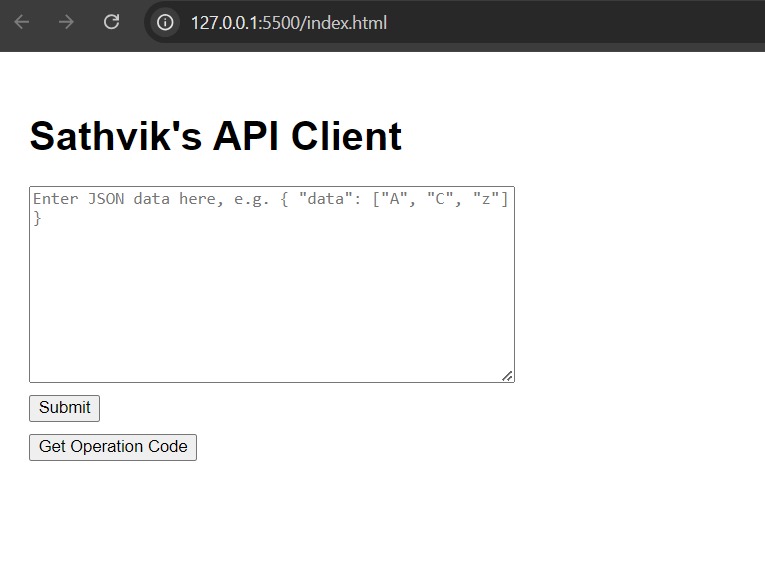 127.0.0.1:5500/index.html
Sathvik's API Client
Enter JSON data here, e.g. { "data": ["A", "C", "z"]
}
Submit
Get Operation Code